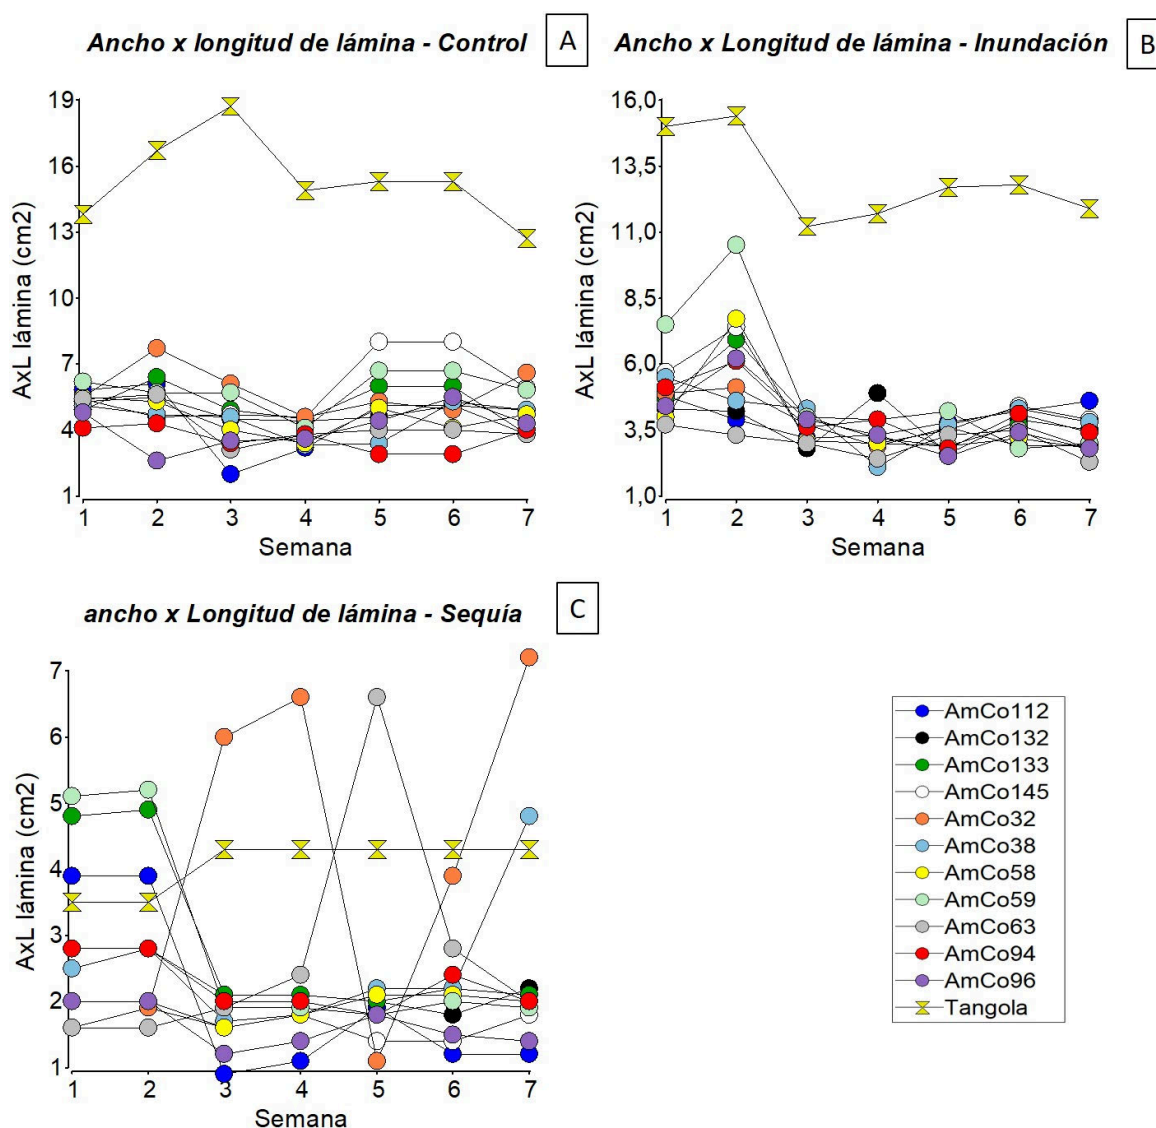 Ancho x longitud de lámina - Control
A
AxL lámina (cm2)
19
16
13
10
7
4
1
1 2 3 4 5 6 7
Semana
Ancho x Longitud de lámina - Inundación
B
AxL lámina (cm2)
16,0
13,5
11,0
8,5
6,0
3,5
1,0
1 2 3 4 5 6 7
Semana
ancho x Longitud de lámina - Sequía
C
AxL lámina (cm2)
7
6
5
4
3
2
1
1 2 3 4 5 6 7
Semana
AmCo112
AmCo132
AmCo133
AmCo145
AmCo32
AmCo38
AmCo58
AmCo59
AmCo63
AmCo94
AmCo96
Tangola